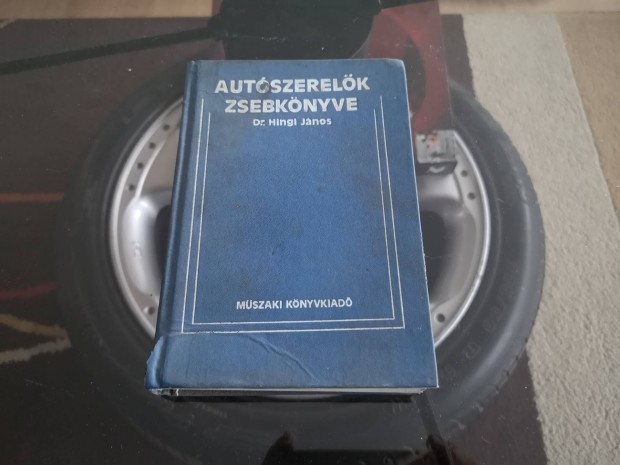 AUTÓSZERELŐK
ZSEBKÖNYVE
Dr. Hingl János
MŰSZAKI KÖNYVKIADÓ